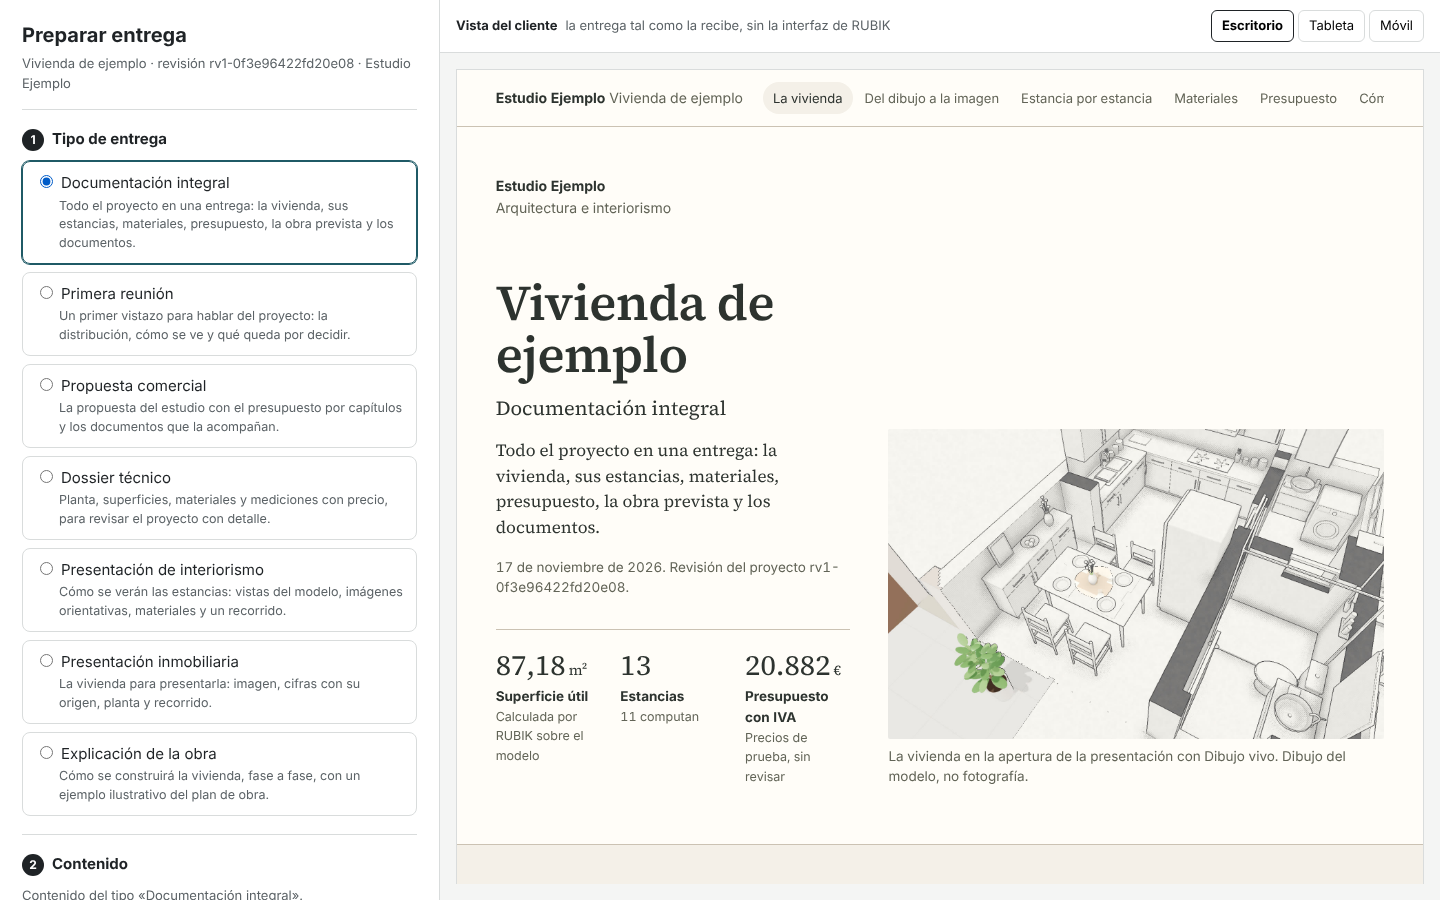 Preparar entrega
Vivienda de ejemplo · revisión rv1-0f3e96422fd20e08 · Estudio
Ejemplo
1 Tipo de entrega
Documentación integral
Todo el proyecto en una entrega: la vivienda, sus
estancias, materiales, presupuesto, la obra prevista y los
documentos.
Primera reunión
Un primer vistazo para hablar del proyecto: la
distribución, cómo se ve y qué queda por decidir.
Propuesta comercial
La propuesta del estudio con el presupuesto por capítulos
y los documentos que la acompañan.
Dossier técnico
Planta, superficies, materiales y mediciones con precio,
para revisar el proyecto con detalle.
Presentación de interiorismo
Cómo se verán las estancias: vistas del modelo, imágenes
orientativas, materiales y un recorrido.
Presentación inmobiliaria
La vivienda para presentarla: imagen, cifras con su
origen, planta y recorrido.
Explicación de la obra
Cómo se construirá la vivienda, fase a fase, con un
ejemplo ilustrativo del plan de obra.
2 Contenido
Contenido del tipo «Documentación integral».
Vista del cliente la entrega tal como la recibe, sin la interfaz de RUBIK
Escritorio Tableta Móvil
Estudio Ejemplo Vivienda de ejemplo La vivienda Del dibujo a la imagen Estancia por estancia Materiales Presupuesto
Estudio Ejemplo
Arquitectura e interiorismo
Vivienda de
ejemplo
Documentación integral
Todo el proyecto en una entrega: la
vivienda, sus estancias, materiales,
presupuesto, la obra prevista y los
documentos.
17 de noviembre de 2026. Revisión del proyecto rv1-
0f3e96422fd20e08.
87,18 m²
Superficie útil
Calculada por
RUBIK sobre el
modelo
13
Estancias
11 computan
20.882 €
Presupuesto
con IVA
Precios de
prueba, sin
revisar
La vivienda en la apertura de la presentación con Dibujo vivo. Dibujo del
modelo, no fotografía.